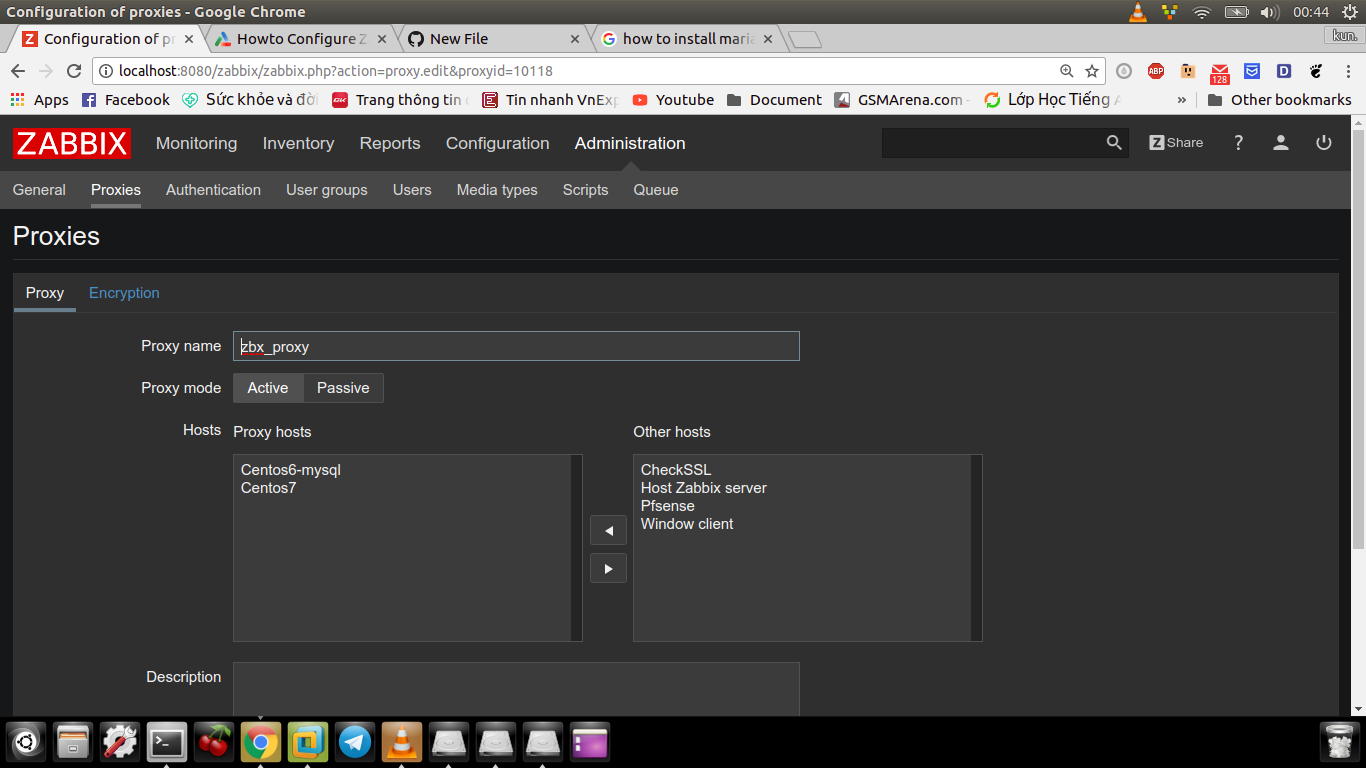 Configuration of proxies - Google Chrome
00:44
Configuration of pr
Howto Configure Z
New File
how to install maria
kun.
localhost:8080/zabbix/zabbix.php?action=proxy.edit&proxyid=10118
ABP
128
D
Apps
Facebook
Sức khỏe và đời
GK
Trang thông tin
E
Tin nhanh VnExp
Youtube
Document
GSMArena.com -
Lớp Học Tiếng A
»
Other bookmarks
ZABBIX
Monitoring
Inventory
Reports
Configuration
Administration
Z Share
?
General
Proxies
Authentication
User groups
Users
Media types
Scripts
Queue
Proxies
Proxy
Encryption
Proxy name
zbx_proxy
Proxy mode
Active
Passive
Hosts
Proxy hosts
Other hosts
Centos6-mysql
Centos7
CheckSSL
Host Zabbix server
Pfsense
Window client
Description